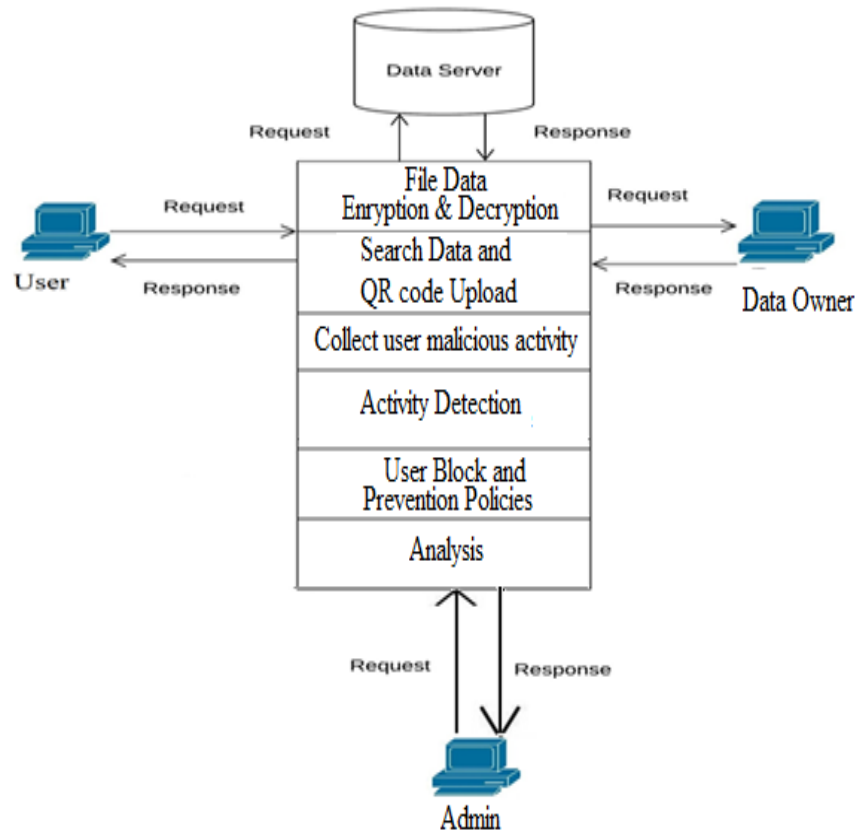 Data Server
Request
Response
File Data
Enryption & Decryption
Request
Request
Search Data and
QR code Upload
User
Response
Response
Data Owner
Collect user malicious activity
Activity Detection
User Block and
Prevention Policies
Analysis
Request
Response
Admin